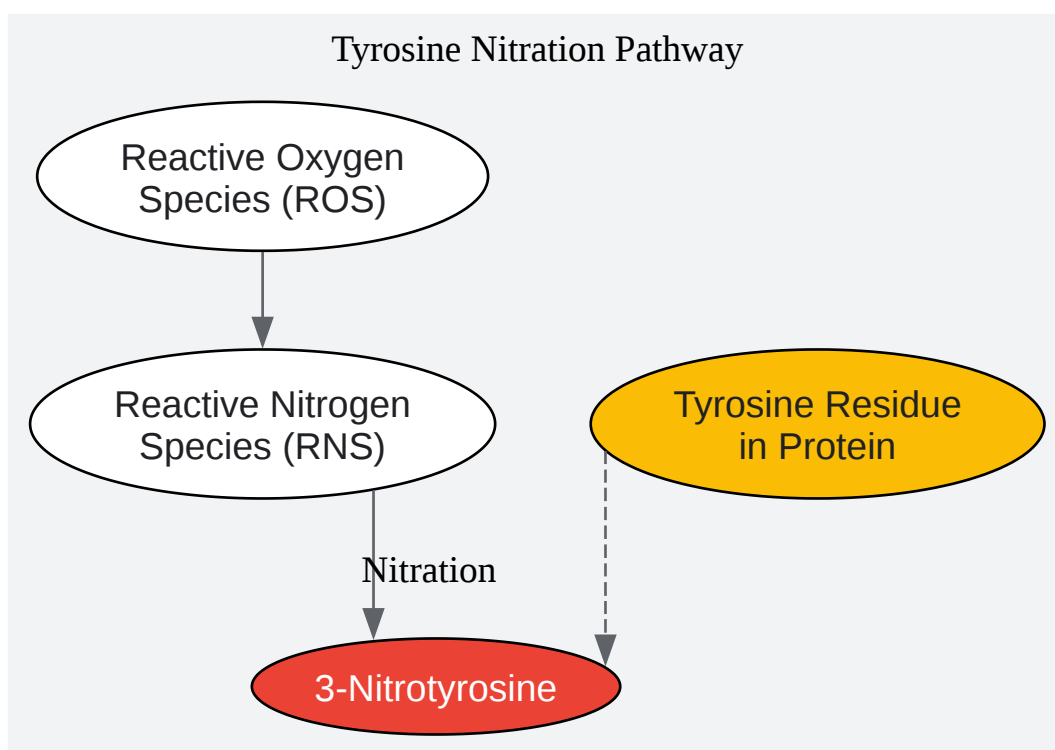 Tyrosine Nitration Pathway
Reactive Oxygen
Species (ROS)
Reactive Nitrogen
Species (RNS)
Tyrosine Residue
in Protein
Nitration
3-Nitrotyrosine